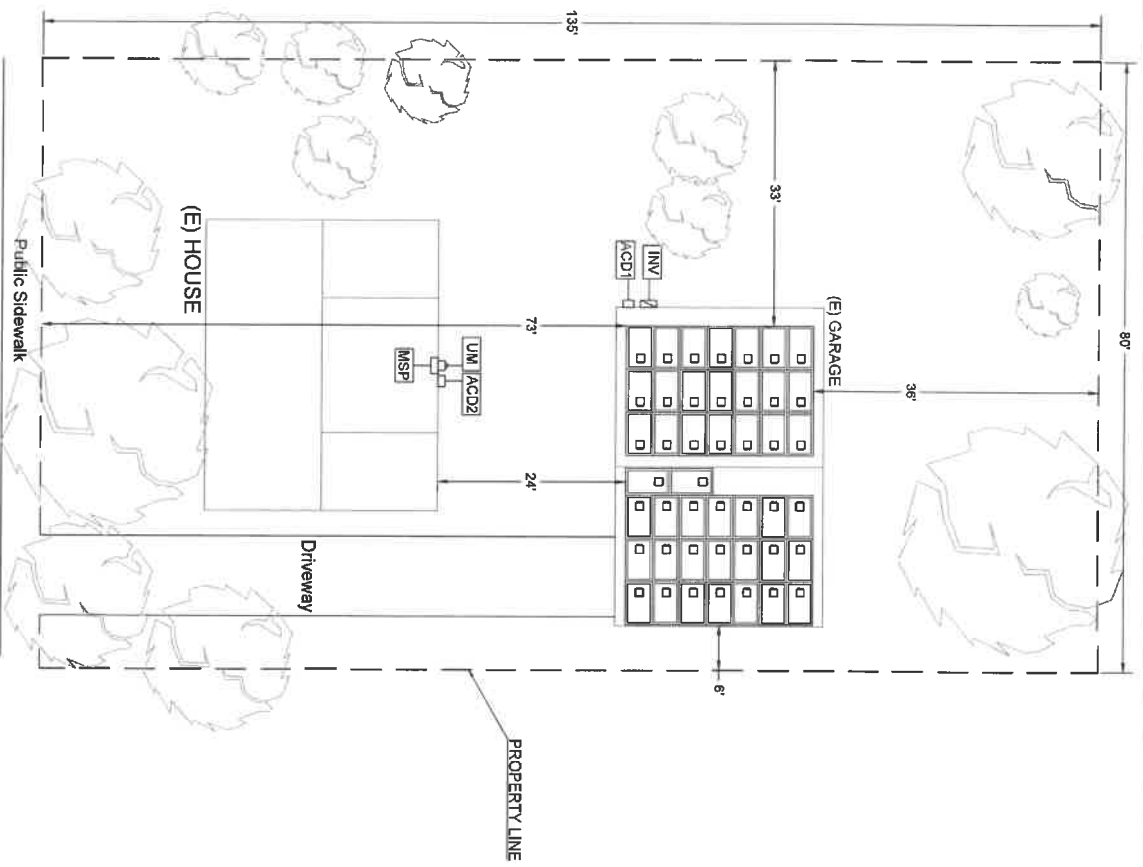 135'
80'
33'
36'
(E) GARAGE
INV
ACD1
73'
UM
ACD2
MSP
24'
(E) HOUSE
Driveway
6'
Public Sidewalk
PROPERTY LINE